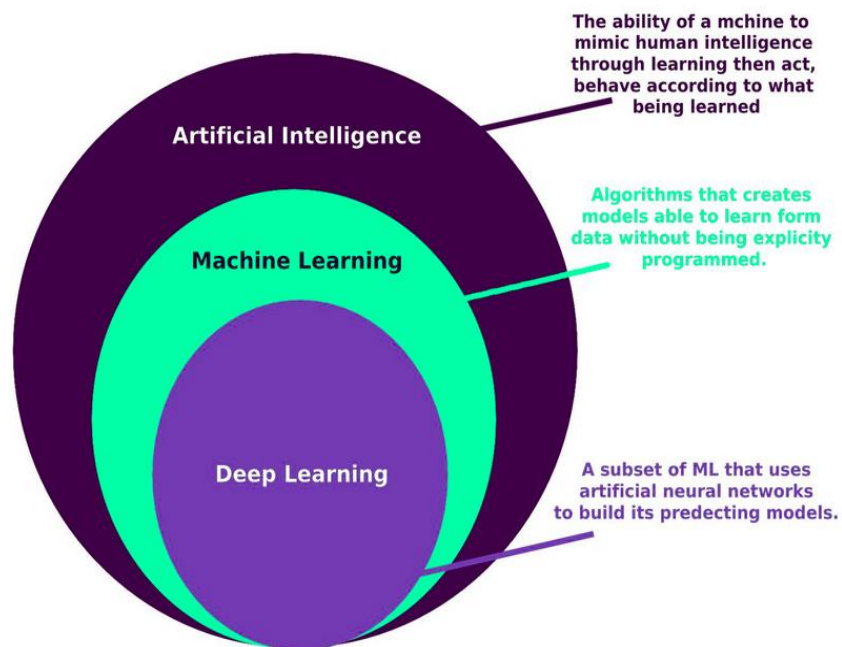 The ability of a mchine to
mimic human intelligence
through learning then act,
behave according to what
being learned
Artificial Intelligence
Algorithms that creates
models able to learn form
data without being explicity
programmed.
Machine Learning
Deep Learning
A subset of ML that uses
artificial neural networks
to build its predecting models.